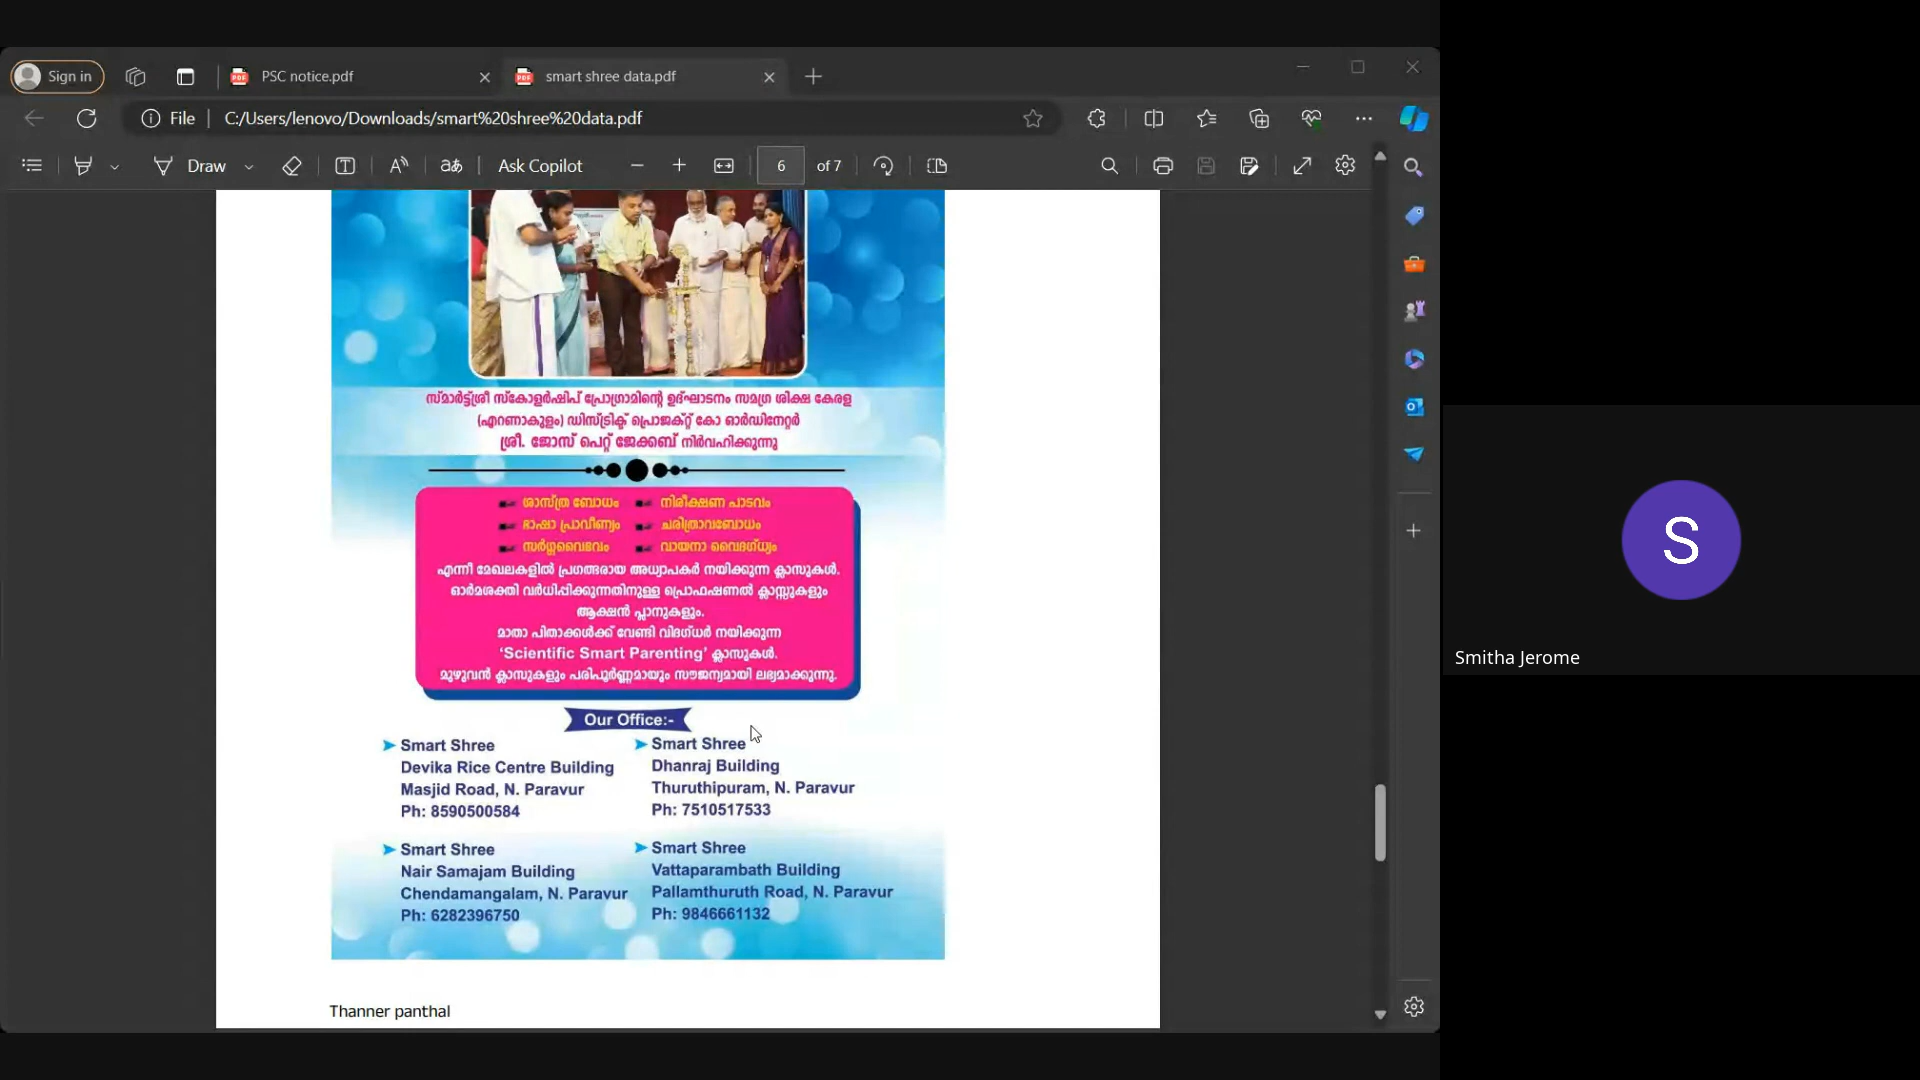 Sign in
PSC notice.pdf
smart shree data.pdf
File
C:/Users/lenovo/Downloads/smart%20shree%20data.pdf
Draw
aあ
Ask Copilot
6
of 7
സ്മാർട്ട്ശ്രീ സ്കോളർഷിപ് പ്രോഗ്രാമിന്റെ ഉദ്ഘാടനം സമഗ്ര ശിക്ഷ കേരള
(എറണാകുളം) ഡിസ്ട്രിക്ട് പ്രൊജക്റ്റ് കോ ഓർഡിനേറ്റർ
ശ്രീ. ജോസ് പെറ്റ് ജേക്കബ് നിർവഹിക്കുന്നു
ശാസ്ത്ര ബോധം നിരീക്ഷണ പാടവം
ഭാഷാ പ്രാവീണ്യം ചരിത്രാവബോധം
സർഗ്ഗവൈഭവം വായനാ വൈദഗ്ധ്യം
എന്നീ മേഖലകളിൽ പ്രഗത്ഭരായ അധ്യാപകർ നയിക്കുന്ന ക്ലാസുകൾ.
ഓർമശക്തി വർധിപ്പിക്കുന്നതിനുള്ള പ്രൊഫഷണൽ ക്ലാസ്സുകളും
ആക്ഷൻ പ്ലാനുകളും.
മാതാ പിതാക്കൾക്ക് വേണ്ടി വിദഗ്ധർ നയിക്കുന്ന
‘Scientific Smart Parenting’ ക്ലാസുകൾ.
മുഴുവൻ ക്ലാസുകളും പരിപൂർണ്ണമായും സൗജന്യമായി ലഭ്യമാക്കുന്നു.
Our Office:-
Smart Shree
Devika Rice Centre Building
Masjid Road, N. Paravur
Ph: 8590500584
Smart Shree
Dhanraj Building
Thuruthipuram, N. Paravur
Ph: 7510517533
Smart Shree
Nair Samajam Building
Chendamangalam, N. Paravur
Ph: 6282396750
Smart Shree
Vattaparambath Building
Pallamthuruth Road, N. Paravur
Ph: 9846661132
Thanner panthal
S
Smitha Jerome